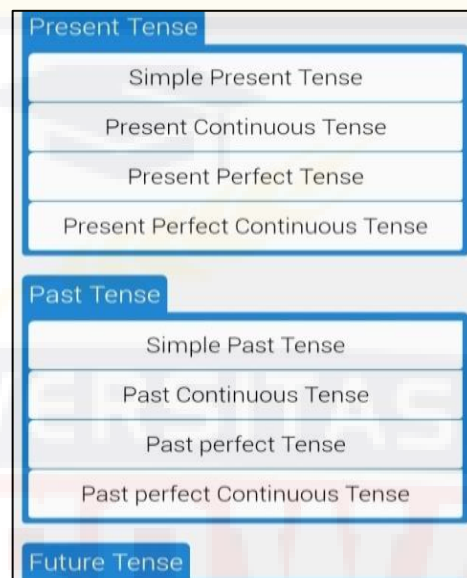 Present Tense
Simple Present Tense
Present Continuous Tense
Present Perfect Tense
Present Perfect Continuous Tense
Past Tense
Simple Past Tense
Past Continuous Tense
Past perfect Tense
Past perfect Continuous Tense
Future Tense